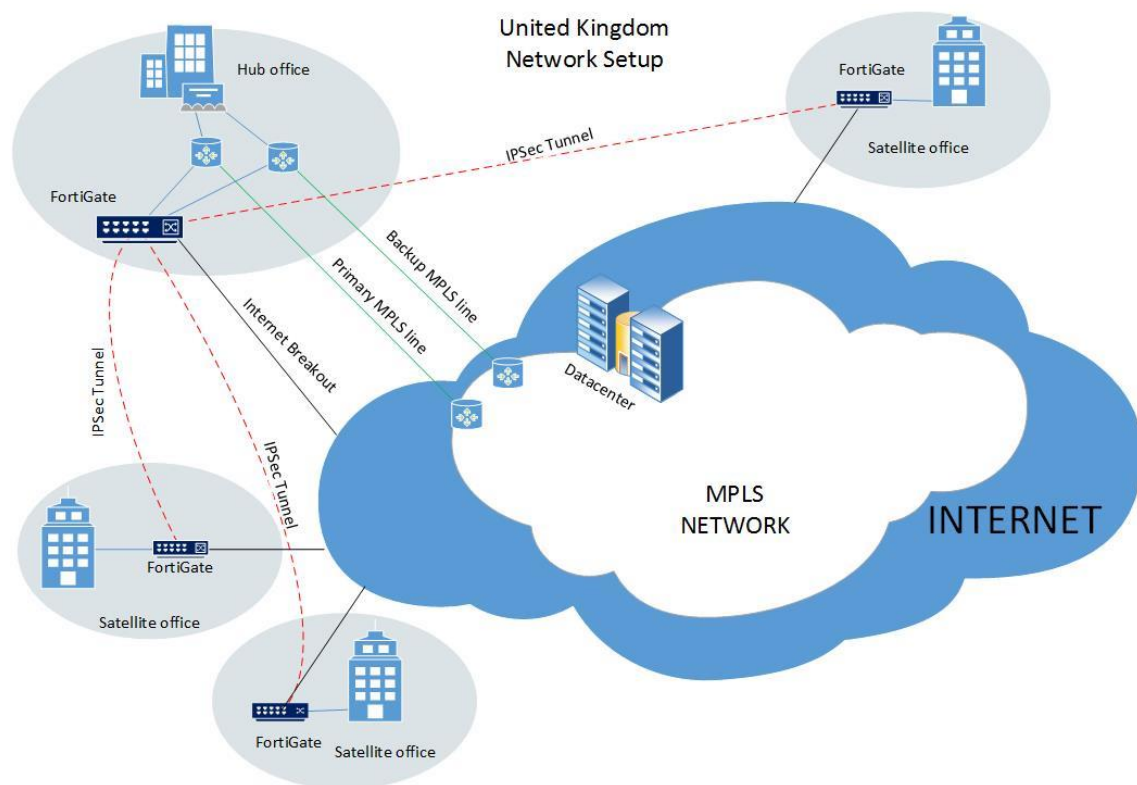 United Kingdom
Network Setup
Hub office
FortiGate
Satellite office
IPSec Tunnel
FortiGate
Backup MPLS line
Primary MPLS line
Internet Breakout
Datacenter
IPSec Tunnel
IPSec Tunnel
MPLS
NETWORK
INTERNET
FortiGate
Satellite office
FortiGate
Satellite office